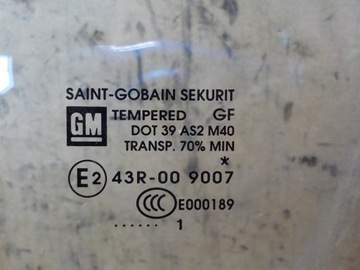 SAINT-GOBAIN SEKURIT
GM TEMPERED GF
DOT 39 AS2 M40
TRANSP. 70% MIN
*
E2 43R-00 9007
CCC E000189
...... 1